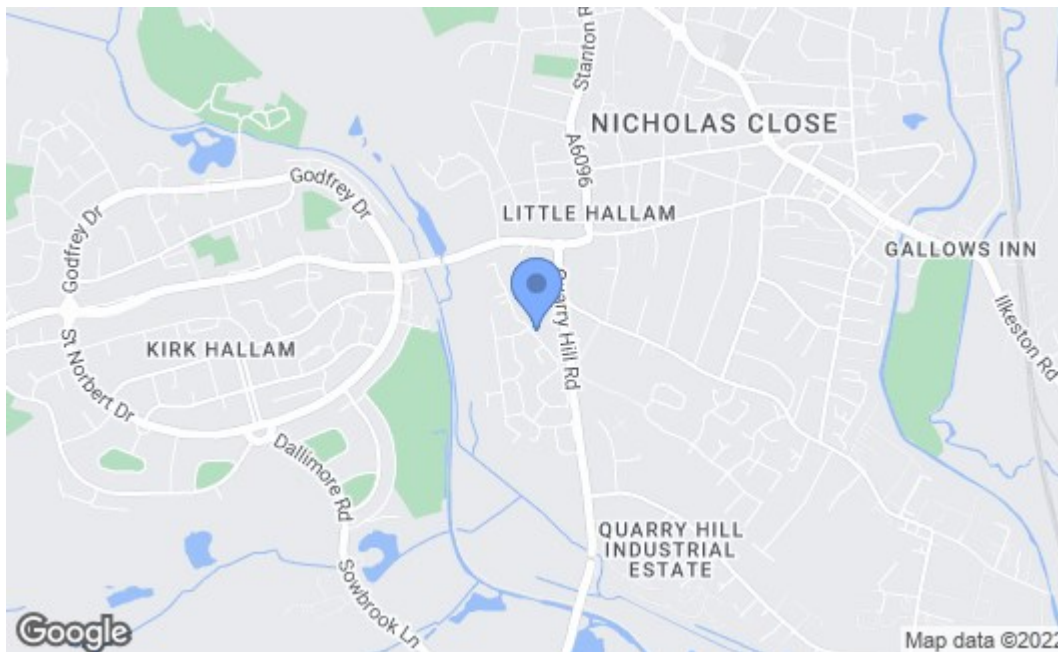 Stanton R
NICHOLAS CLOSE
A6096
Godfrey Dr
Godfrey Dr
LITTLE HALLAM
GALLOWS INN
Quarry Hill Rd
Ilkeston Rd
KIRK HALLAM
St Norbert Dr
Dallimore Rd
QUARRY HILL
INDUSTRIAL
ESTATE
Sowbrook Ln
Google
Map data ©2022